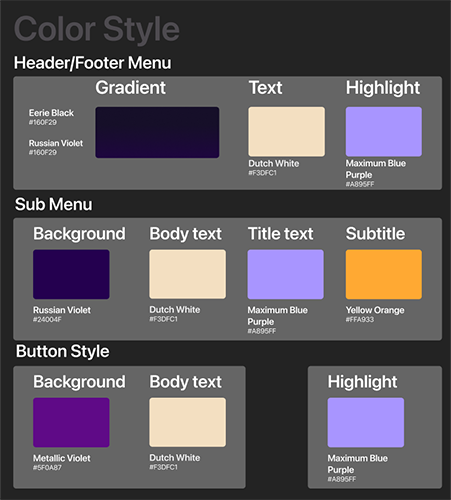 Color Style
Header/Footer Menu
Gradient
Text
Highlight
Eerie Black
#160F29
Russian Violet
#160F29
Dutch White
#F3DFC1
Maximum Blue
Purple
#A895FF
Sub Menu
Background
Body text
Title text
Subtitle
Russian Violet
#24004F
Dutch White
#F3DFC1
Maximum Blue
Purple
#A895FF
Yellow Orange
#FFA933
Button Style
Background
Body text
Highlight
Metallic Violet
#5F0A87
Dutch White
#F3DFC1
Maximum Blue
Purple
#A895FF